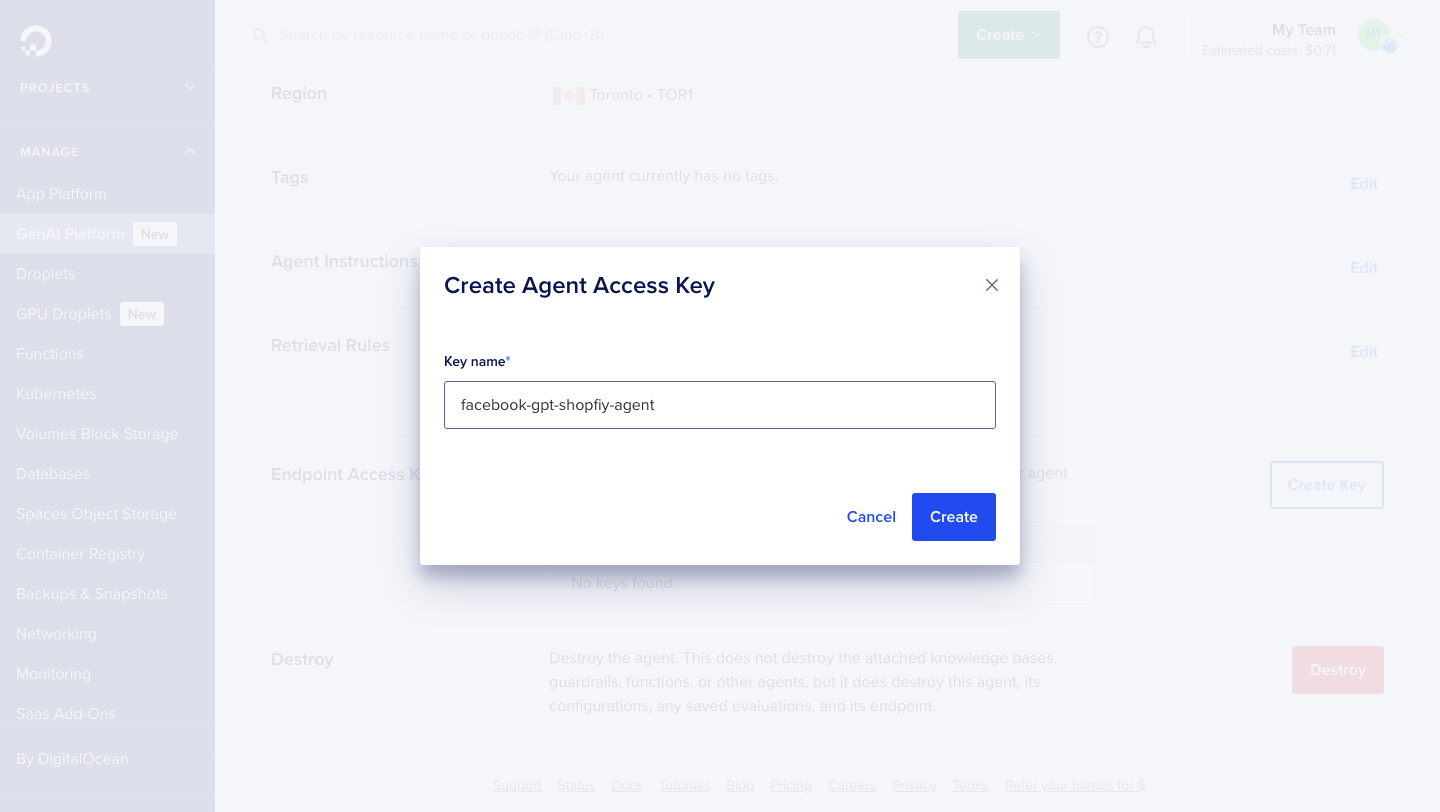 PROJECTS
MANAGE
App Platform
GenAI Platform New
Droplets
GPU Droplets New
Functions
Kubernetes
Volumes Block Storage
Databases
Spaces Object Storage
Container Registry
Backups & Snapshots
Networking
Monitoring
Saas Add-Ons
By DigitalOcean
Search by resource name or public IP (Cmd+B)
Create
My Team
Estimated costs: $0.71
MT
Region
Toronto • TOR1
Tags
Your agent currently has no tags.
Edit
Agent Instructions
Edit
Retrieval Rules
Edit
Create Agent Access Key
Key name*
facebook-gpt-shopfiy-agent
Cancel
Create
Endpoint Access K
agent
Create Key
No keys found.
Destroy
Destroy the agent. This does not destroy the attached knowledge bases,
guardrails, functions, or other agents, but it does destroy this agent, its
configurations, any saved evaluations, and its endpoint.
Destroy
Support Status Docs Tutorials Blog Pricing Careers Privacy Terms Refer your friends for $